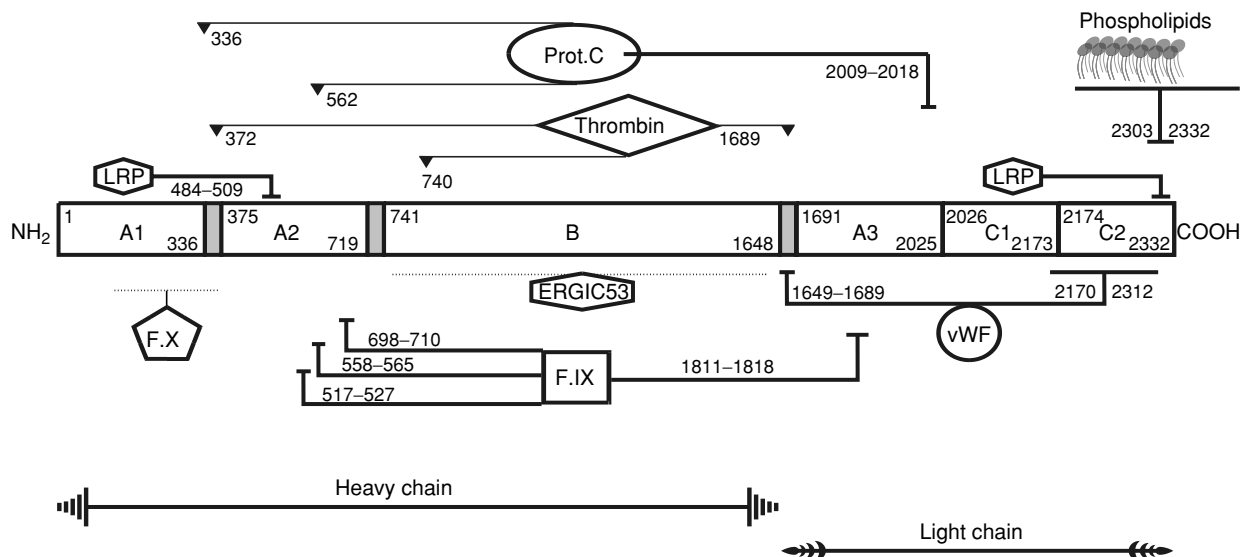 Phospholipids
336
Prot.C
2009–2018
562
372
Thrombin
1689
2303
2332
740
LRP
484–509
LRP
NH2
1
A1
336
375
A2
719
741
B
1648
1691
A3
2025
2026
C1
2173
2174
C2
2332
COOH
ERGIC53
1649–1689
2170
2312
F.X
vWF
698–710
558–565
517–527
F.IX
1811–1818
Heavy chain
Light chain